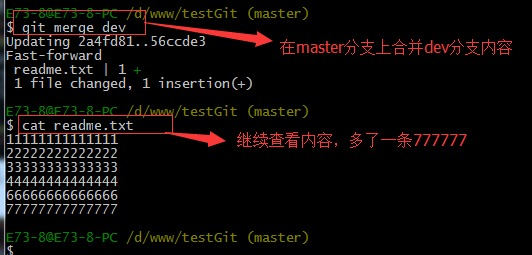 E73-8@E73-8-PC /d/www/testGit (master)
$ git merge dev
在master分支上合并dev分支内容
Updating 2a4fd81..56ccde3
Fast-forward
readme.txt | 1 +
1 file changed, 1 insertion(+)
E73-8@E73-8-PC /d/www/testGit (master)
$ cat readme.txt
继续查看内容，多了一条777777
11111111111111
22222222222222
33333333333333
44444444444444
66666666666666
77777777777777
E73-8@E73-8-PC /d/www/testGit (master)
$